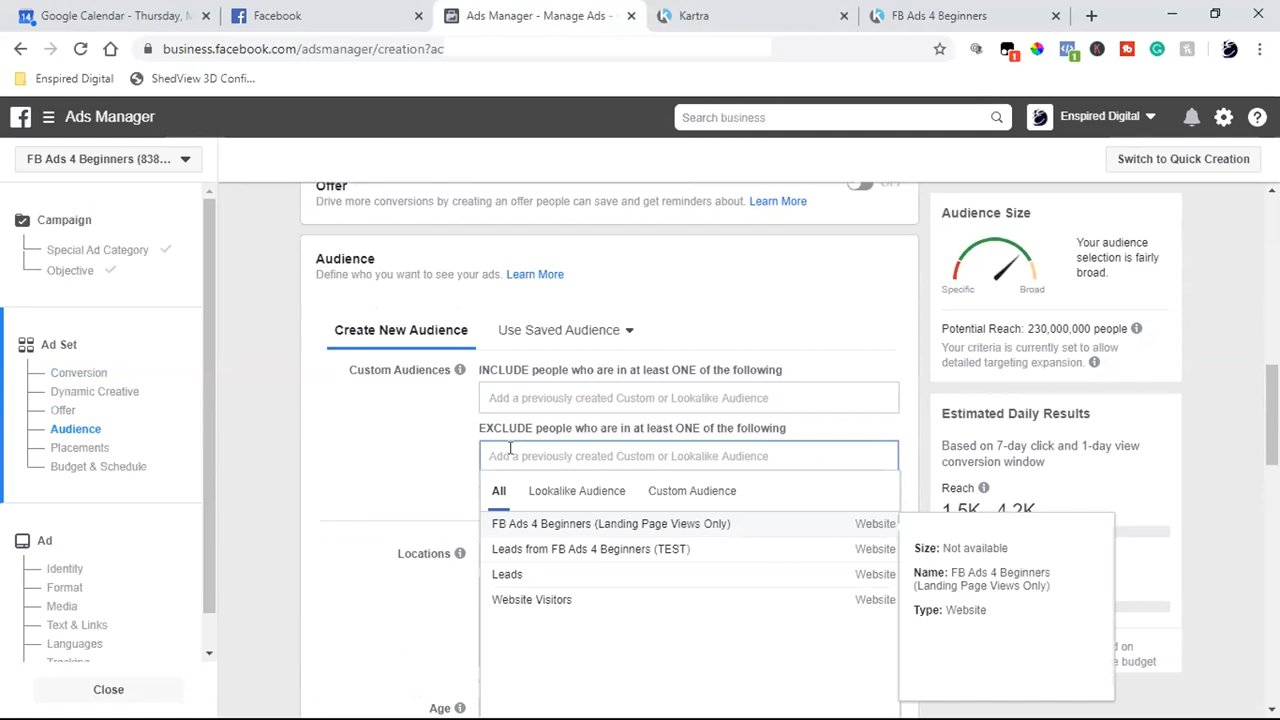 Google Calendar - Thursday, M
Facebook
Ads Manager - Manage Ads -
Kartra
FB Ads 4 Beginners
business.facebook.com/adsmanager/creation?ac
1
1
Enspired Digital
ShedView 3D Confi...
Ads Manager
Search business
Enspired Digital
FB Ads 4 Beginners (838...
Switch to Quick Creation
Campaign
Special Ad Category
Objective
Ad Set
Conversion
Dynamic Creative
Offer
Audience
Placements
Budget & Schedule
Ad
Identity
Format
Media
Text & Links
Languages
Tracking
Close
Offer
OFF
Drive more conversions by creating an offer people can save and get reminders about. Learn More
Audience
Define who you want to see your ads. Learn More
Create New Audience
Use Saved Audience
Custom Audiences
INCLUDE people who are in at least ONE of the following
Add a previously created Custom or Lookalike Audience
EXCLUDE people who are in at least ONE of the following
Add a previously created Custom or Lookalike Audience
All
Lookalike Audience
Custom Audience
FB Ads 4 Beginners (Landing Page Views Only) Website
Leads from FB Ads 4 Beginners (TEST) Website
Leads Website
Website Visitors Website
Locations
Age
Size: Not available
Name: FB Ads 4 Beginners
(Landing Page Views Only)
Type: Website
Audience Size
Specific
Broad
Your audience
selection is fairly
broad.
Potential Reach: 230,000,000 people
Your criteria is currently set to allow
detailed targeting expansion.
Estimated Daily Results
Based on 7-day click and 1-day view
conversion window
Reach
1.5K - 4.2K
d on
e budget